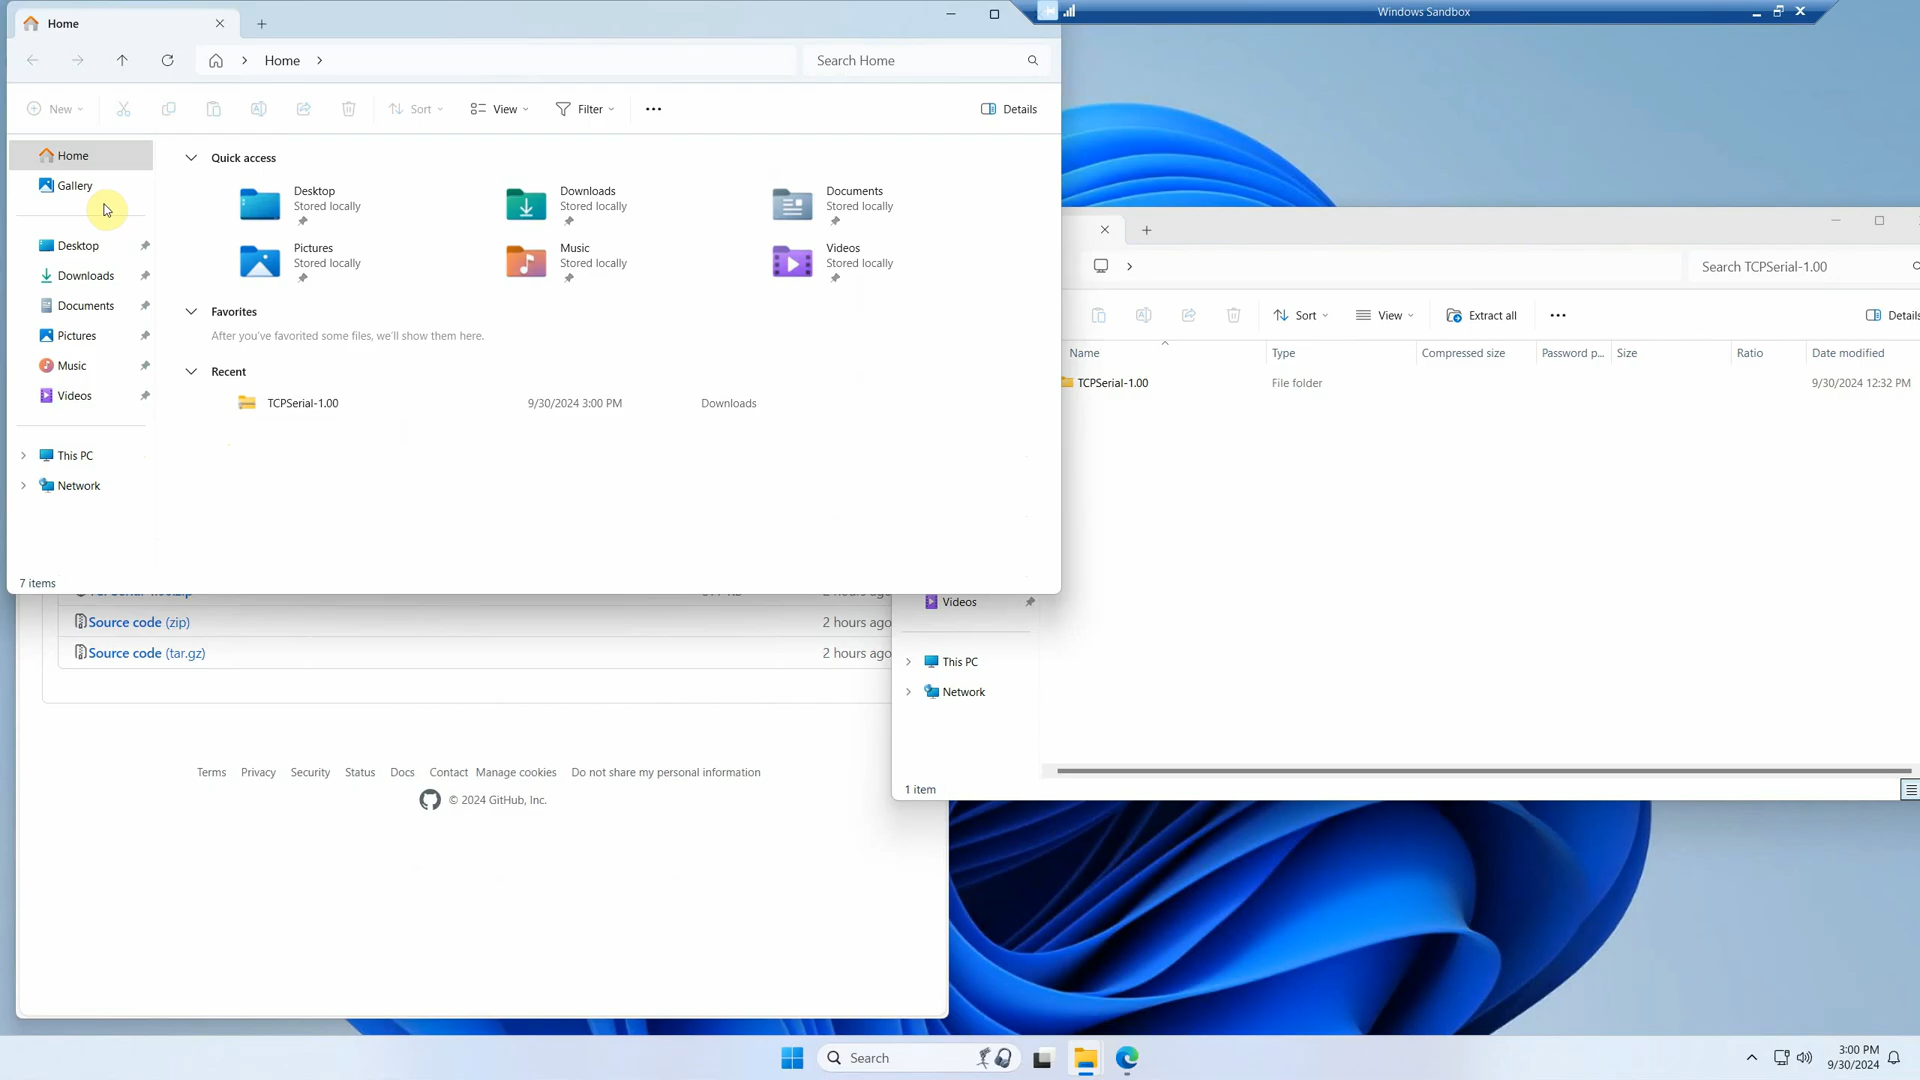 Home
Windows Sandbox
Home
Search Home
New
Sort
View
Filter
Details
Home
Gallery
Desktop
Downloads
Documents
Pictures
Music
Videos
This PC
Network
Quick access
Desktop
Stored locally
Downloads
Stored locally
Documents
Stored locally
Pictures
Stored locally
Music
Stored locally
Videos
Stored locally
Favorites
After you've favorited some files, we'll show them here.
Recent
TCPSerial-1.00 9/30/2024 3:00 PM Downloads
7 items
Search TCPSerial-1.00
Sort
View
Extract all
Details
Name Type Compressed size Password p... Size Ratio Date modified
TCPSerial-1.00 File folder 9/30/2024 12:32 PM
Videos
This PC
Network
1 item
Source code (zip) 2 hours ago
Source code (tar.gz) 2 hours ago
Terms Privacy Security Status Docs Contact Manage cookies Do not share my personal information
© 2024 GitHub, Inc.
Search
3:00 PM
9/30/2024